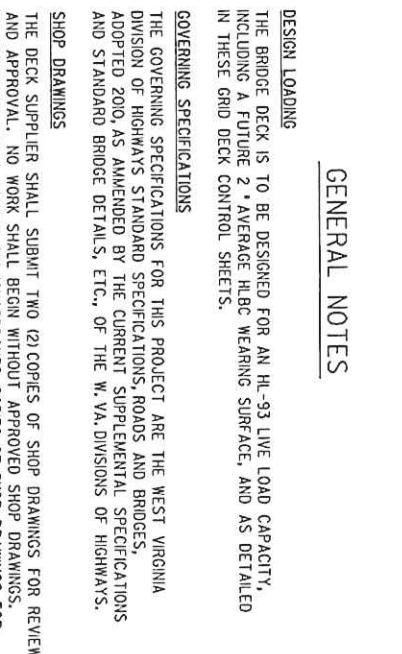 GENERAL NOTES
DESIGN LOADING
THE BRIDGE DECK IS TO BE DESIGNED FOR AN HL-93 LIVE LOAD CAPACITY,
INCLUDING A FUTURE 2 " AVERAGE HLBC WEARING SURFACE, AND AS DETAILED
IN THESE GRID DECK CONTROL SHEETS.
GOVERNING SPECIFICATIONS
THE GOVERNING SPECIFICATIONS FOR THIS PROJECT ARE THE WEST VIRGINIA
DIVISION OF HIGHWAYS STANDARD SPECIFICATIONS, ROADS AND BRIDGES,
ADOPTED 2010, AS AMMENDED BY THE CURRENT SUPPLEMENTAL SPECIFICATIONS
AND STANDARD BRIDGE DETAILS, ETC., OF THE W. VA. DIVISIONS OF HIGHWAYS.
SHOP DRAWINGS
THE DECK SUPPLIER SHALL SUBMIT TWO (2) COPIES OF SHOP DRAWINGS FOR REVIEW
AND APPROVAL. NO WORK SHALL BEGIN WITHOUT APPROVED SHOP DRAWINGS.